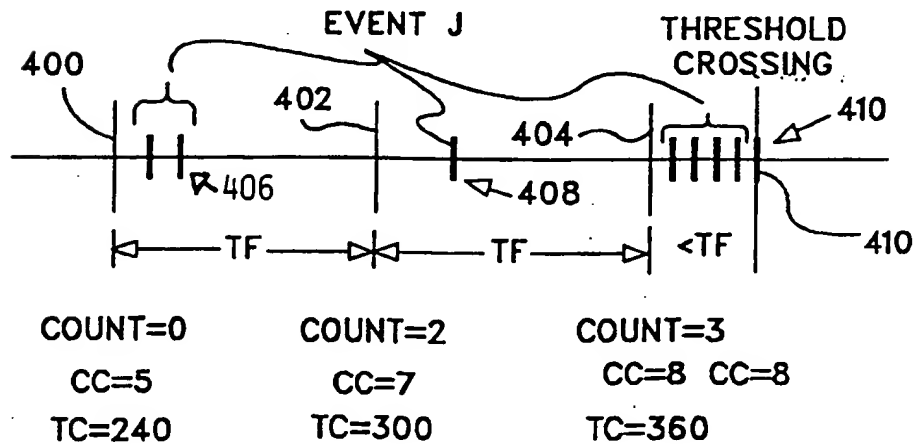 EVENT J
THRESHOLD
CROSSING
400
402
404
410
406
408
410
TF
TF
<TF
COUNT=0
COUNT=2
COUNT=3
CC=5
CC=7
CC=8 CC=8
TC=240
TC=300
TC=360